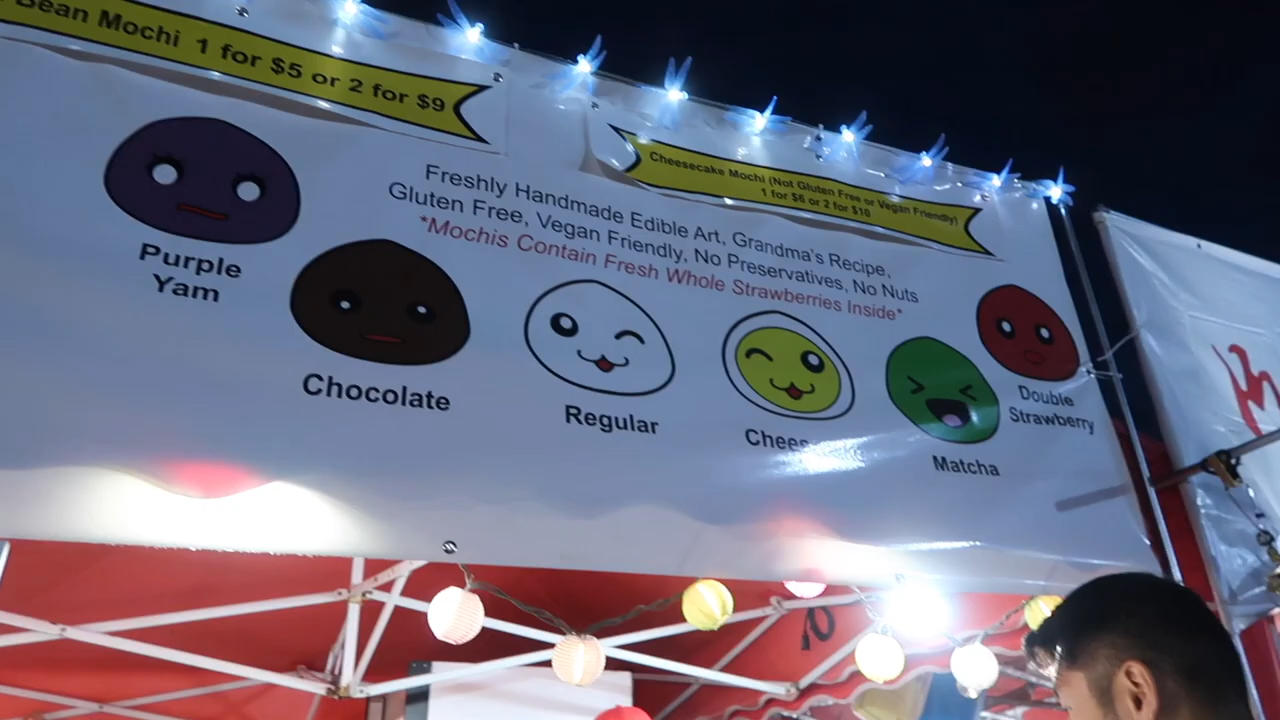 Bean Mochi 1 for $5 or 2 for $9
Cheesecake Mochi (Not Gluten Free or Vegan Friendly)
1 for $6 or 2 for $10
Freshly Handmade Edible Art, Grandma's Recipe,
Gluten Free, Vegan Friendly, No Preservatives, No Nuts
*Mochis Contain Fresh Whole Strawberries Inside*
Purple
Yam
Chocolate
Regular
Matcha
Double
Strawberry